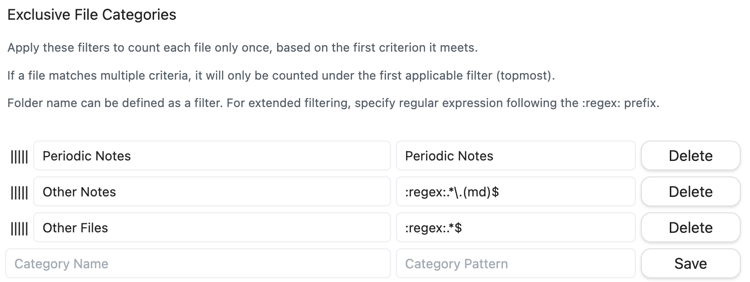 Exclusive File Categories
Apply these filters to count each file only once, based on the first criterion it meets.
If a file matches multiple criteria, it will only be counted under the first applicable filter (topmost).
Folder name can be defined as a filter. For extended filtering, specify regular expression following the :regex: prefix.
||||| Periodic Notes Periodic Notes Delete
||||| Other Notes :regex:.*\.(md)$ Delete
||||| Other Files :regex:.*$ Delete
Category Name Category Pattern Save